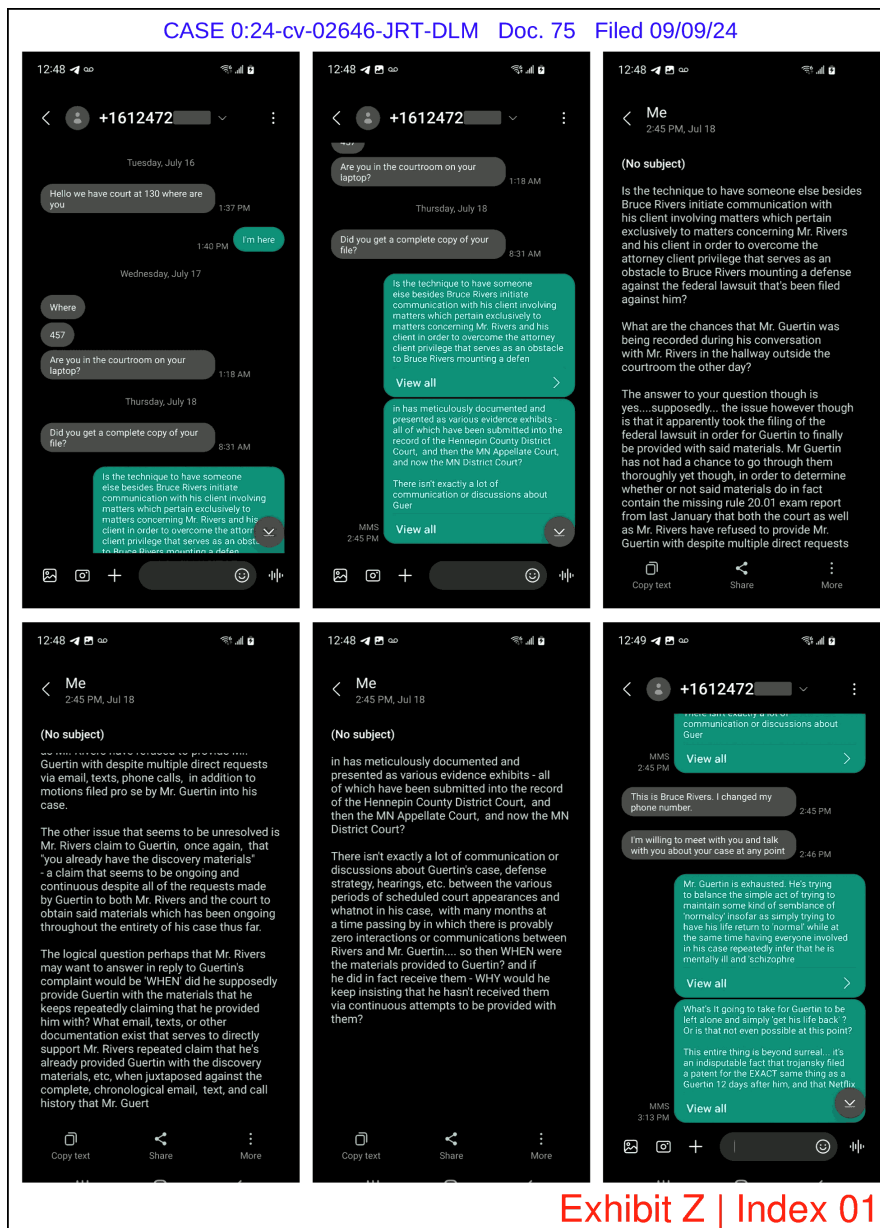 CASE 0:24-cv-02646-JRT-DLM Doc. 75 Filed 09/09/24
12:48
+1612472
Tuesday, July 16
Hello we have court at 130 where are
you
1:37 PM
I'm here
1:40 PM
Wednesday, July 17
Where
457
Are you in the courtroom on your
laptop?
1:18 AM
Thursday, July 18
Did you get a complete copy of your
file?
8:31 AM
Is the technique to have someone
else besides Bruce Rivers initiate
communication with his client involving
matters which pertain exclusively to
matters concerning Mr. Rivers and his
client in order to overcome the attorr
client privilege that serves as an obst
to Bruce Rivers mounting a defen
12:48
+1612472
457
Are you in the courtroom on your
laptop?
1:18 AM
Thursday, July 18
Did you get a complete copy of your
file?
8:31 AM
Is the technique to have someone
else besides Bruce Rivers initiate
communication with his client involving
matters which pertain exclusively to
matters concerning Mr. Rivers and his
client in order to overcome the attorney
client privilege that serves as an obstacle
to Bruce Rivers mounting a defen
View all
in has meticulously documented and
presented as various evidence exhibits -
all of which have been submitted into the
record of the Hennepin County District
Court, and then the MN Appellate Court,
and now the MN District Court?
There isn't exactly a lot of
communication or discussions about
Guer
View all
MMS
2:45 PM
12:48
Me
2:45 PM, Jul 18
(No subject)
Is the technique to have someone else besides
Bruce Rivers initiate communication with
his client involving matters which pertain
exclusively to matters concerning Mr. Rivers
and his client in order to overcome the
attorney client privilege that serves as an
obstacle to Bruce Rivers mounting a defense
against the federal lawsuit that's been filed
against him?
What are the chances that Mr. Guertin was
being recorded during his conversation
with Mr. Rivers in the hallway outside the
courtroom the other day?
The answer to your question though is
yes....supposedly... the issue however though
is that it apparently took the filing of the
federal lawsuit in order for Guertin to finally
be provided with said materials. Mr Guertin
has not had a chance to go through them
thoroughly yet though, in order to determine
whether or not said materials do in fact
contain the missing rule 20.01 exam report
from last January that both the court as well
as Mr. Rivers have refused to provide Mr.
Guertin with despite multiple direct requests
Copy text
Share
More
12:48
Me
2:45 PM, Jul 18
(No subject)
as Mr. Rivers have refused to provide Mr.
Guertin with despite multiple direct requests
via email, texts, phone calls, in addition to
motions filed pro se by Mr. Guertin into his
case.
The other issue that seems to be unresolved is
Mr. Rivers claim to Guertin, once again, that
"you already have the discovery materials"
- a claim that seems to be ongoing and
continuous despite all of the requests made
by Guertin to both Mr. Rivers and the court to
obtain said materials which has been ongoing
throughout the entirety of his case thus far.
The logical question perhaps that Mr. Rivers
may want to answer in reply to Guertin's
complaint would be 'WHEN' did he supposedly
provide Guertin with the materials that he
keeps repeatedly claiming that he provided
him with? What email, texts, or other
documentation exist that serves to directly
support Mr. Rivers repeated claim that he's
already provided Guertin with the discovery
materials, etc, when juxtaposed against the
complete, chronological email, text, and call
history that Mr. Guert
Copy text
Share
More
12:48
Me
2:45 PM, Jul 18
(No subject)
in has meticulously documented and
presented as various evidence exhibits - all
of which have been submitted into the record
of the Hennepin County District Court, and
then the MN Appellate Court, and now the MN
District Court?
There isn't exactly a lot of communication or
discussions about Guertin's case, defense
strategy, hearings, etc. between the various
periods of scheduled court appearances and
whatnot in his case, with many months at
a time passing by in which there is provably
zero interactions or communications between
Rivers and Mr. Guertin.... so then WHEN were
the materials provided to Guertin? and if
he did in fact receive them - WHY would he
keep insisting that he hasn't received them
via continuous attempts to be provided with
them?
Copy text
Share
More
12:49
+1612472
There isn't exactly a lot of
communication or discussions about
Guer
View all
MMS
2:45 PM
This is Bruce Rivers. I changed my
phone number.
2:45 PM
I'm willing to meet with you and talk
with you about your case at any point
2:46 PM
Mr. Guertin is exhausted. He's trying
to balance the simple act of trying to
maintain some kind of semblance of
'normalcy' insofar as simply trying to
have his life return to 'normal' while at
the same time having everyone involved
in his case repeatedly infer that he is
mentally ill and 'schizophre
View all
What's It going to take for Guertin to be
left alone and simply 'get his life back' ?
Or is that not even possible at this point?
This entire thing is beyond surreal... it's
an indisputable fact that trojansky filed
a patent for the EXACT same thing as a
Guertin 12 days after him, and that Netflix
View all
MMS
3:13 PM
Exhibit Z | Index 01